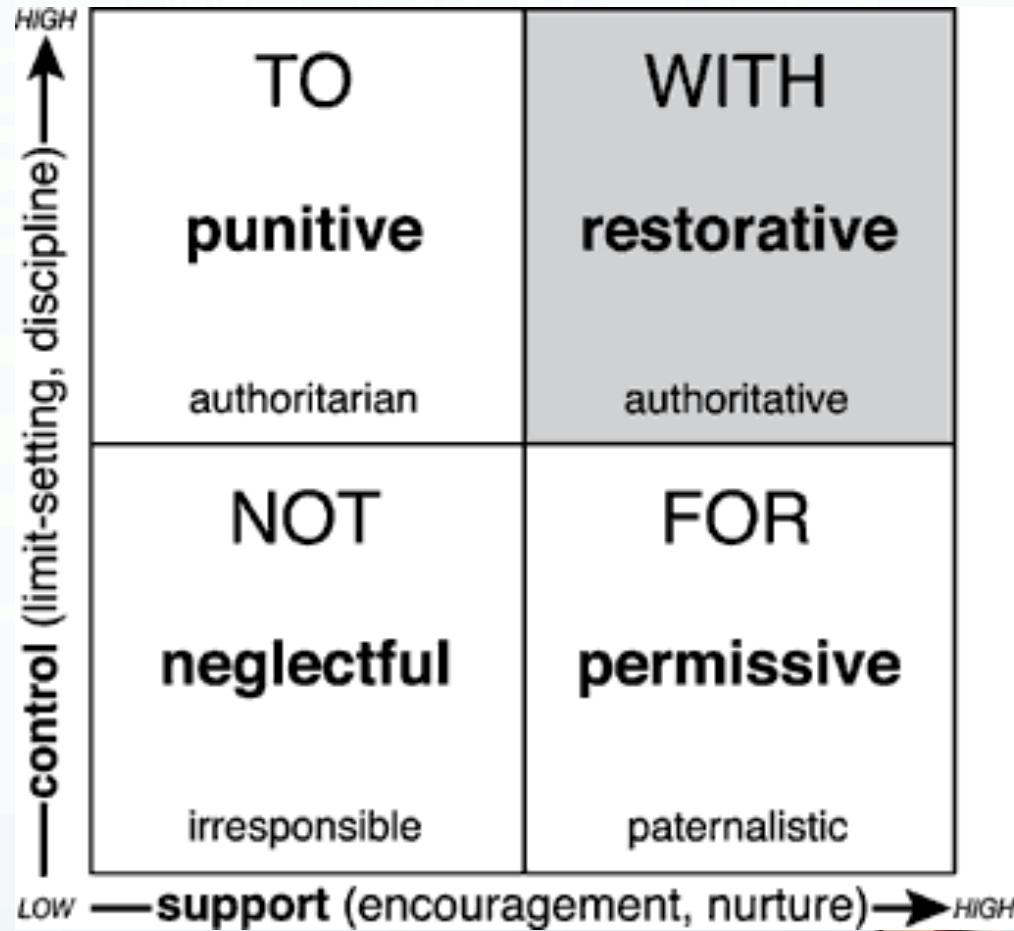 HIGH
TO
WITH
punitive
restorative
authoritarian
authoritative
control (limit-setting, discipline)
NOT
FOR
neglectful
permissive
irresponsible
paternalistic
LOW
support (encouragement, nurture)
HIGH